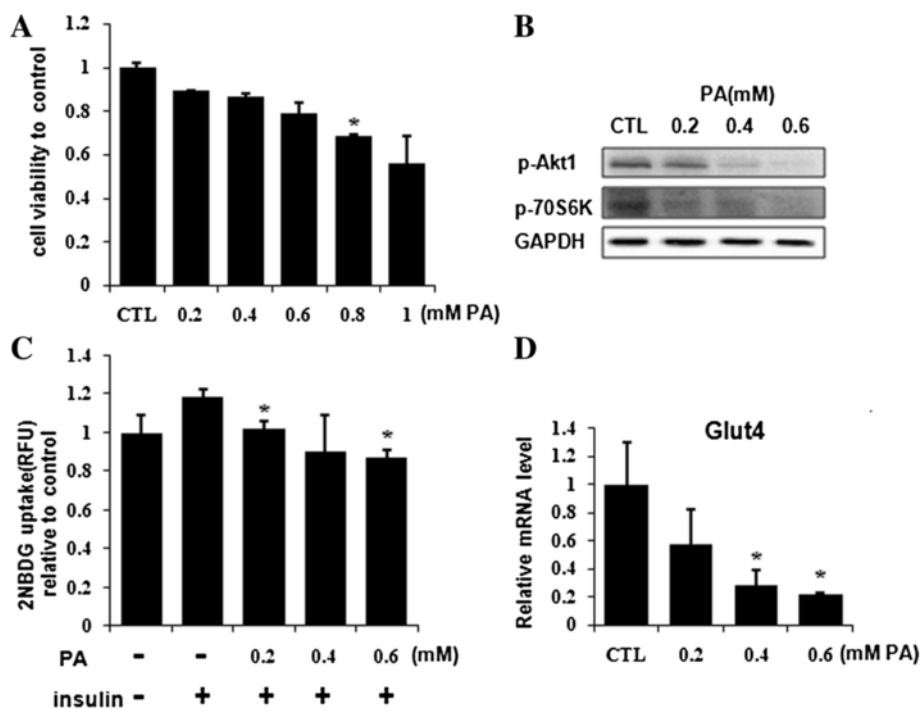 A
cell viability to control
1.2
1
0.8
0.6
0.4
0.2
0
*
CTL 0.2 0.4 0.6 0.8 1 (mM PA)
B
PA(mM)
CTL 0.2 0.4 0.6
p-Akt1
p-70S6K
GAPDH
C
2NBDG uptake(RFU)
relative to control
1.4
1.2
1
0.8
0.6
0.4
0.2
0
* *
PA - - 0.2 0.4 0.6 (mM)
insulin - + + + +
D
Glut4
Relative mRNA level
1.4
1.2
1
0.8
0.6
0.4
0.2
0
* *
CTL 0.2 0.4 0.6 (mM PA)